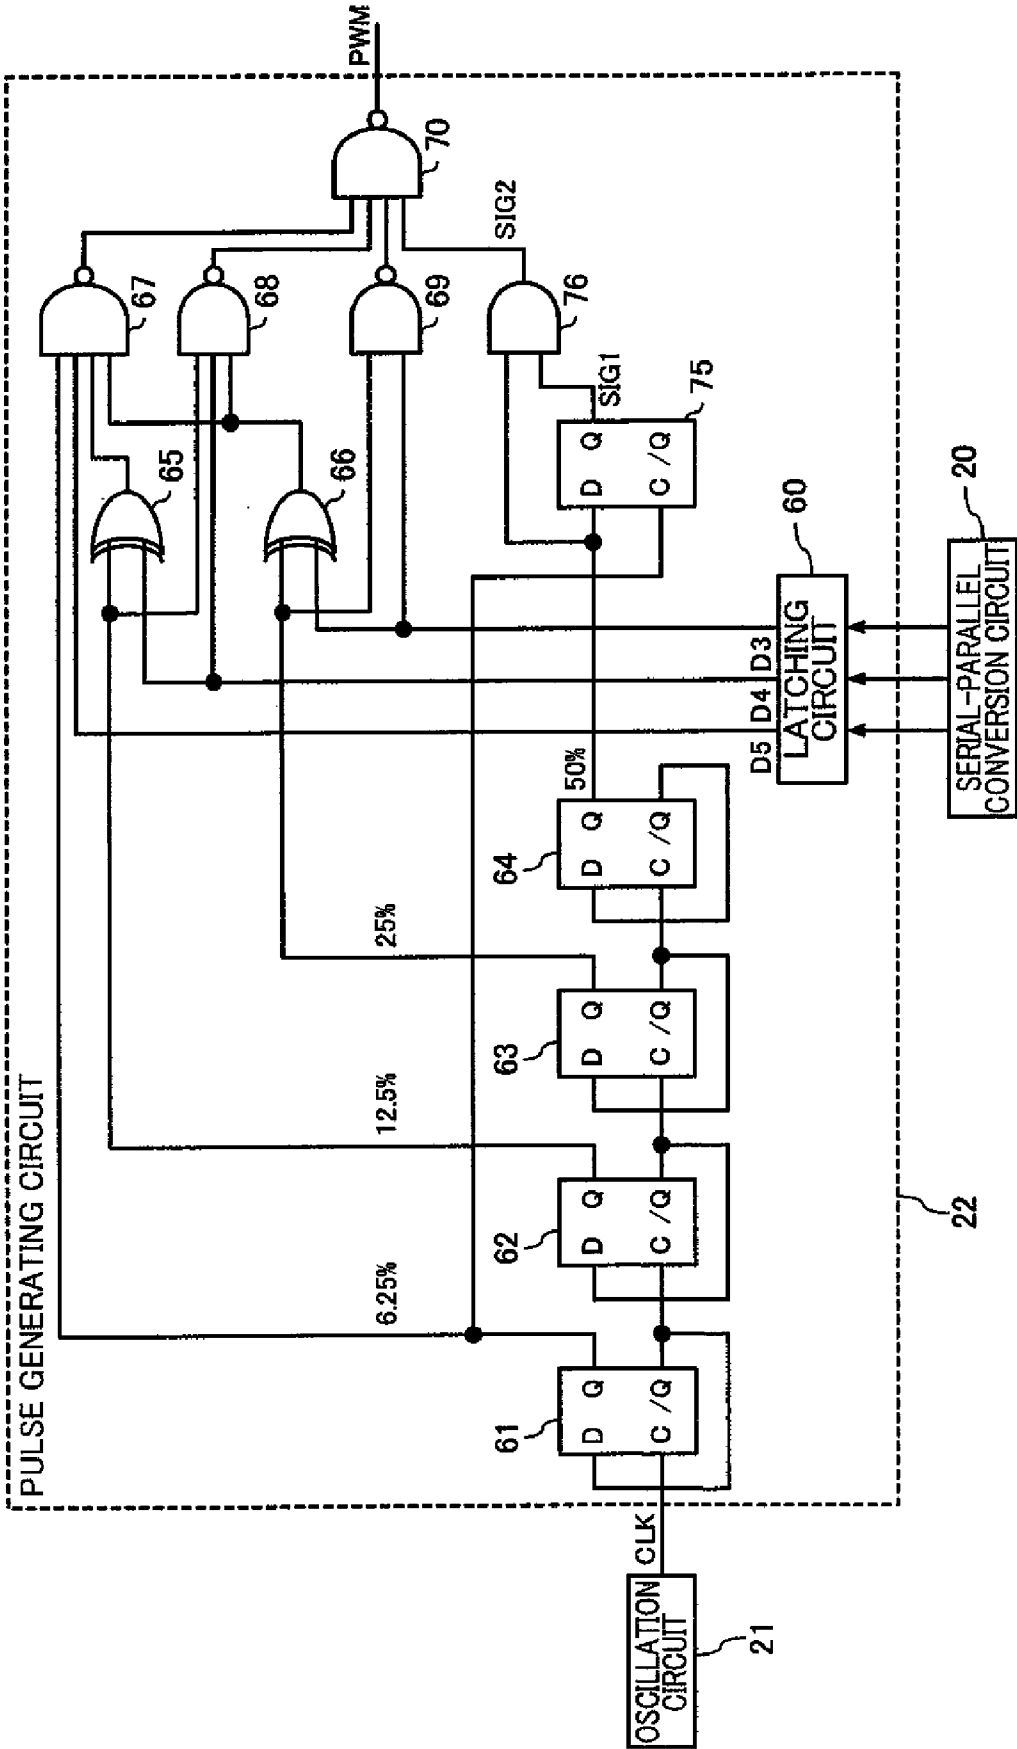 PULSE GENERATING CIRCUIT
OSCILLATION
CIRCUIT
21
CLK
61
D Q
C /Q
6.25%
62
D Q
C /Q
12.5%
63
D Q
C /Q
25%
64
D Q
C /Q
50%
22
65
66
67
68
69
70
PWM
SIG2
76
SIG1
75
D Q
C /Q
D5
D4
D3
LATCHING
CIRCUIT
60
SERIAL-PARALLEL
CONVERSION CIRCUIT
20